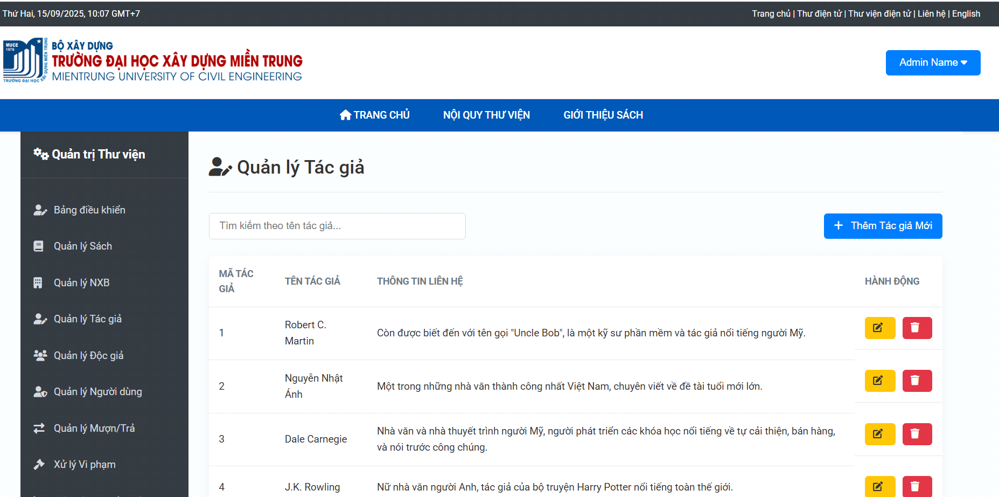 Thứ Hai, 15/09/2025, 10:07 GMT+7
Trang chủ | Thư điện tử | Thư viện điện tử | Liên hệ | English
MUCE
1976
TRƯỜNG ĐẠI HỌC XÂY DỰNG MIỀN TRUNG
BỘ XÂY DỰNG
TRƯỜNG ĐẠI HỌC XÂY DỰNG MIỀN TRUNG
MIENTRUNG UNIVERSITY OF CIVIL ENGINEERING
Admin Name
TRANG CHỦ
NỘI QUY THƯ VIỆN
GIỚI THIỆU SÁCH
Quản trị Thư viện
Bảng điều khiển
Quản lý Sách
Quản lý NXB
Quản lý Tác giả
Quản lý Độc giả
Quản lý Người dùng
Quản lý Mượn/Trả
Xử lý Vi phạm
Quản lý Tác giả
Tìm kiếm theo tên tác giả...
+ Thêm Tác giả Mới
MÃ TÁC
GIẢ
TÊN TÁC GIẢ
THÔNG TIN LIÊN HỆ
HÀNH ĐỘNG
1
Robert C.
Martin
Còn được biết đến với tên gọi "Uncle Bob", là một kỹ sư phần mềm và tác giả nổi tiếng người Mỹ.
2
Nguyễn Nhật
Ánh
Một trong những nhà văn thành công nhất Việt Nam, chuyên viết về đề tài tuổi mới lớn.
3
Dale Carnegie
Nhà văn và nhà thuyết trình người Mỹ, người phát triển các khóa học nổi tiếng về tự cải thiện, bán hàng,
và nói trước công chúng.
4
J.K. Rowling
Nữ nhà văn người Anh, tác giả của bộ truyện Harry Potter nổi tiếng toàn thế giới.